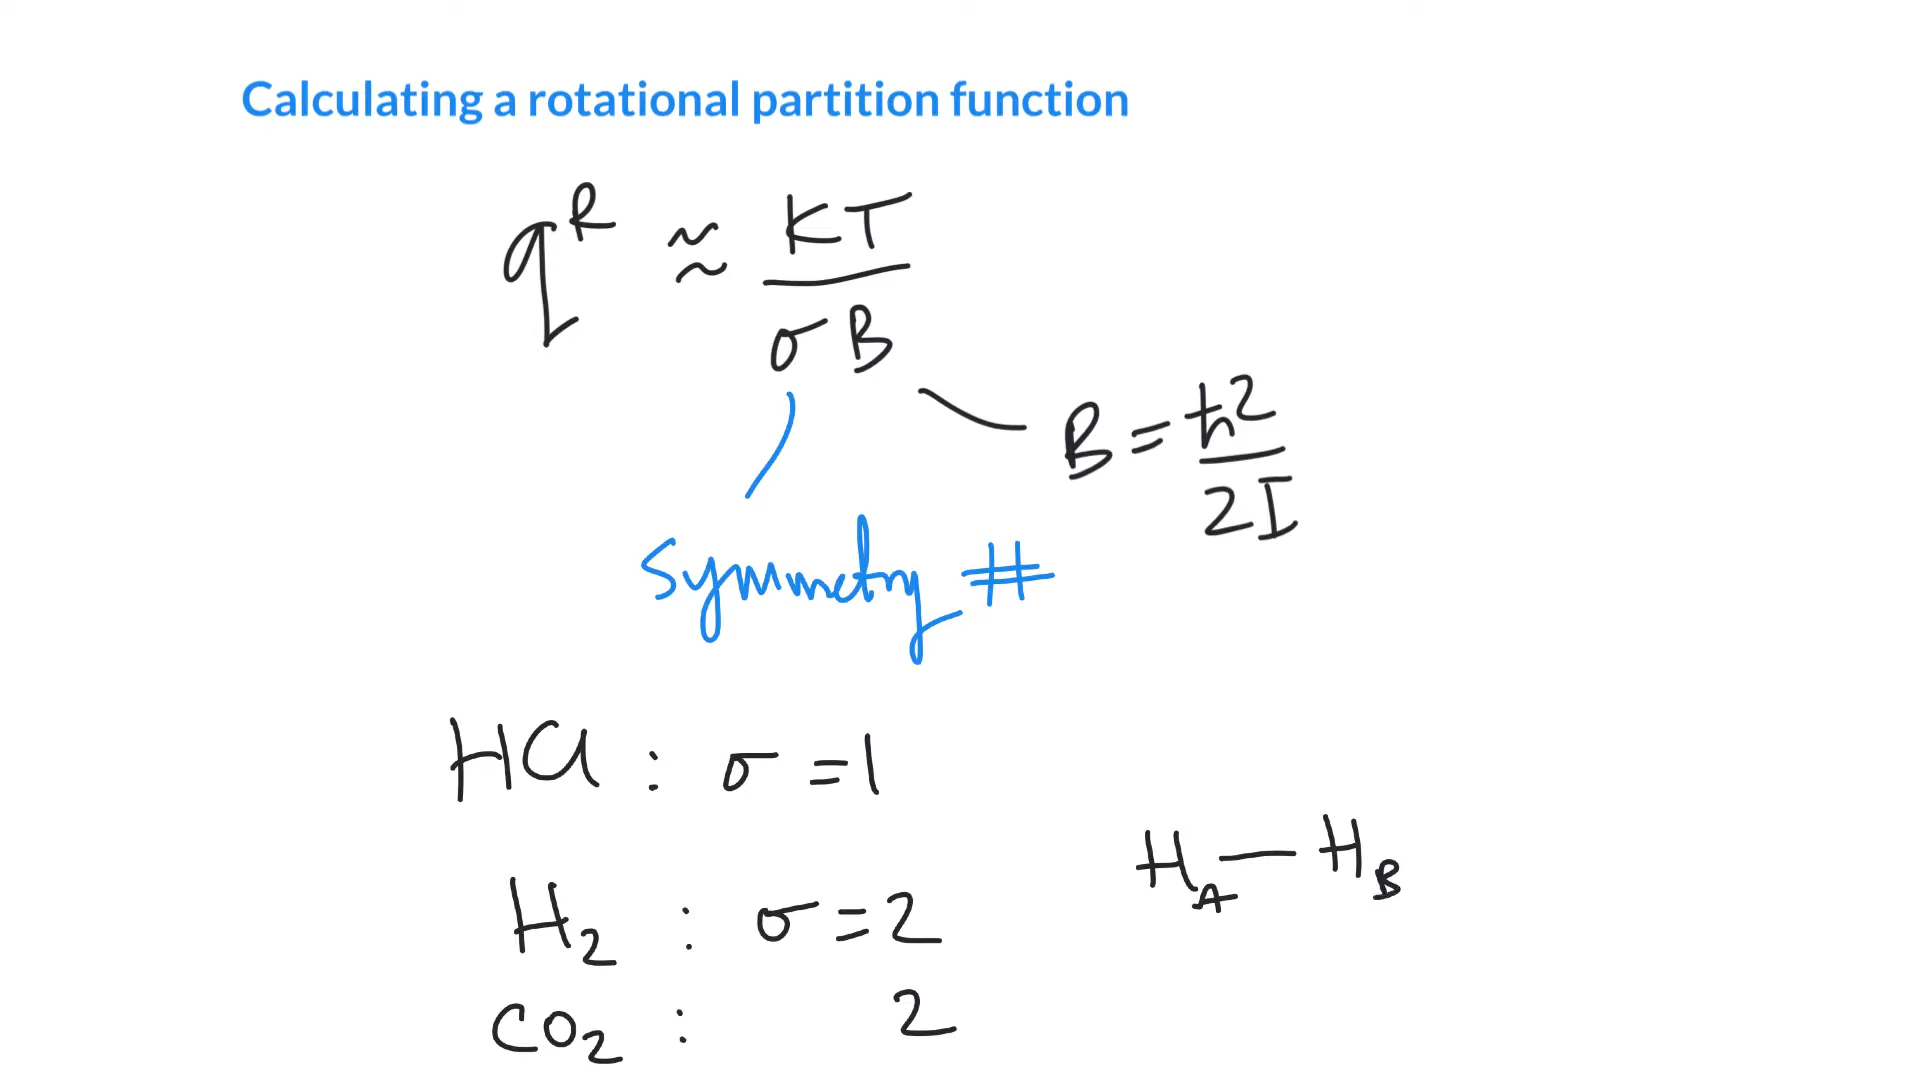 Calculating a rotational partition function
q^R ≈ KT / σB
B = ħ² / 2I
Symmetry #
HCl : σ = 1
H_A — H_B
H₂ : σ = 2
CO₂ : 2